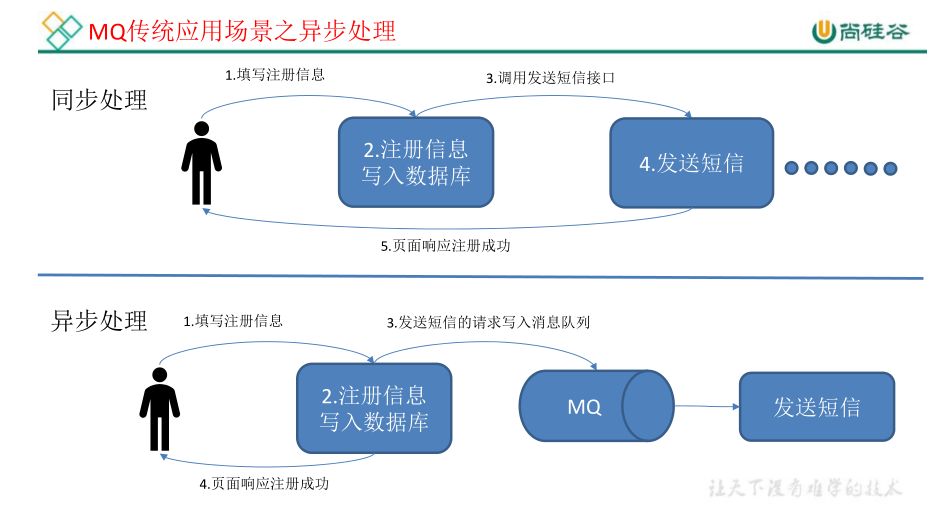 MQ传统应用场景之异步处理
尚硅谷
同步处理
1.填写注册信息
3.调用发送短信接口
2.注册信息
写入数据库
4.发送短信
5.页面响应注册成功
异步处理
1.填写注册信息
3.发送短信的请求写入消息队列
2.注册信息
写入数据库
MQ
发送短信
4.页面响应注册成功
让天下没有难学的技术